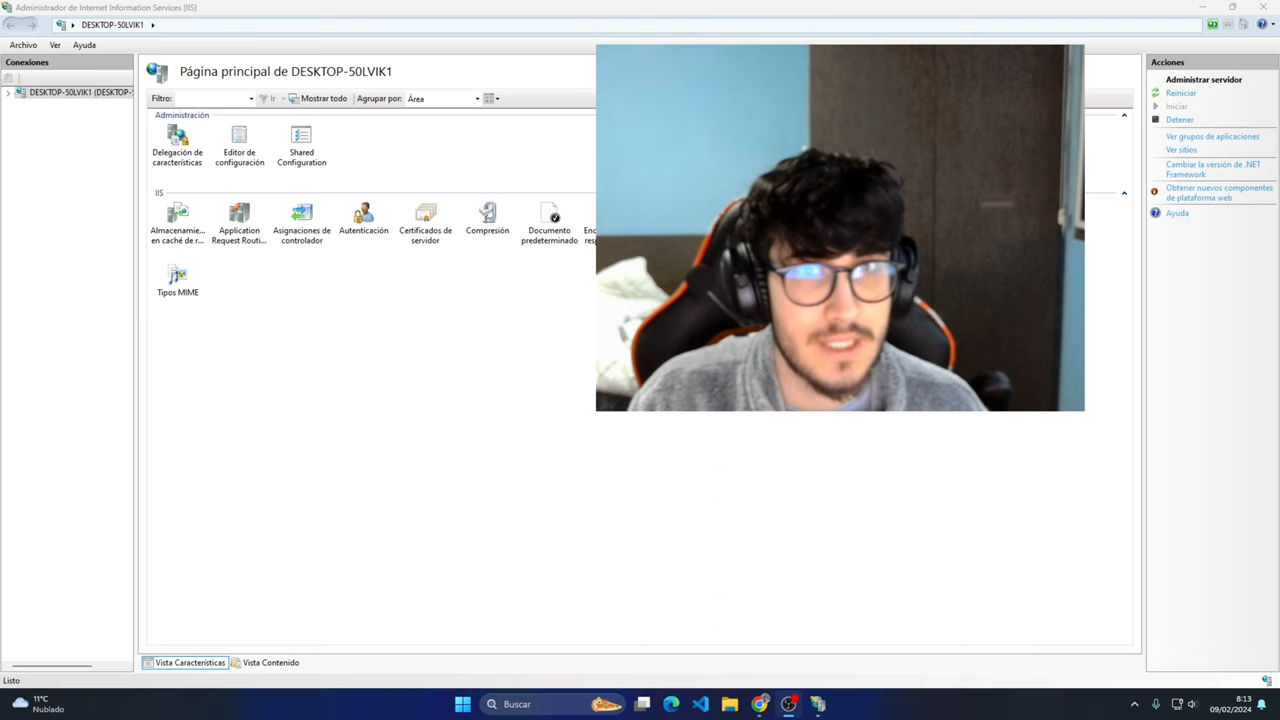 Administrador de Internet Information Services (IIS)
DESKTOP-50LVIK1
Archivo Ver Ayuda
Conexiones
DESKTOP-50LVIK1 (DESKTOP-
Página principal de DESKTOP-50LVIK1
Filtro: Ir Mostrar todo Agrupar por: Área
Administración
Delegación de características
Editor de configuración
Shared Configuration
IIS
Almacenamie... en caché de r...
Application Request Routi...
Asignaciones de controlador
Autenticación
Certificados de servidor
Compresión
Documento predeterminado
Tipos MIME
Vista Características Vista Contenido
Acciones
Administrar servidor
Reiniciar
Iniciar
Detener
Ver grupos de aplicaciones
Ver sitios
Cambiar la versión de .NET
Framework
Obtener nuevos componentes
de plataforma web
Ayuda
Listo
11°C
Nublado
Buscar
8:13
09/02/2024